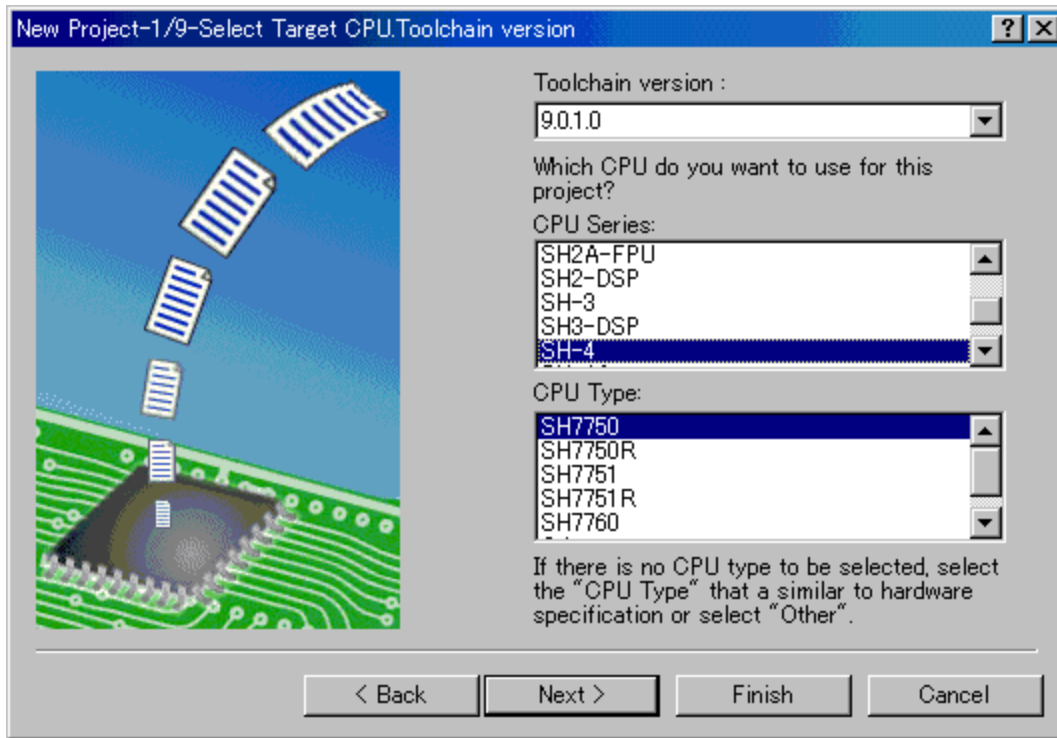 New Project-1/9-Select Target CPU.Toolchain version
Toolchain version :
9.0.1.0
Which CPU do you want to use for this
project?
CPU Series:
SH2A-FPU
SH2-DSP
SH-3
SH3-DSP
SH-4
CPU Type:
SH7750
SH7750R
SH7751
SH7751R
SH7760
If there is no CPU type to be selected, select
the "CPU Type" that a similar to hardware
specification or select "Other".
< Back
Next >
Finish
Cancel